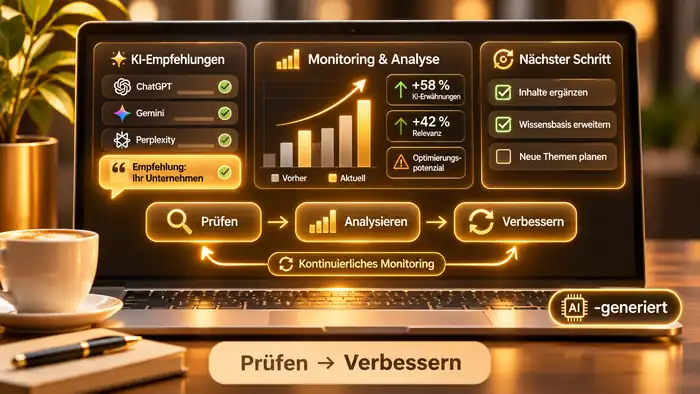 KI-Empfehlungen
ChatGPT
Gemini
Perplexity
Empfehlung:
Ihr Unternehmen
Monitoring & Analyse
+58 %
KI-Erwähnungen
+42 %
Relevanz
Optimierungs-
potenzial
Vorher
Aktuell
Nächster Schritt
Inhalte ergänzen
Wissensbasis erweitern
Neue Themen planen
Prüfen
Analysieren
Verbessern
Kontinuierliches Monitoring
AI -generiert
Prüfen → Verbessern